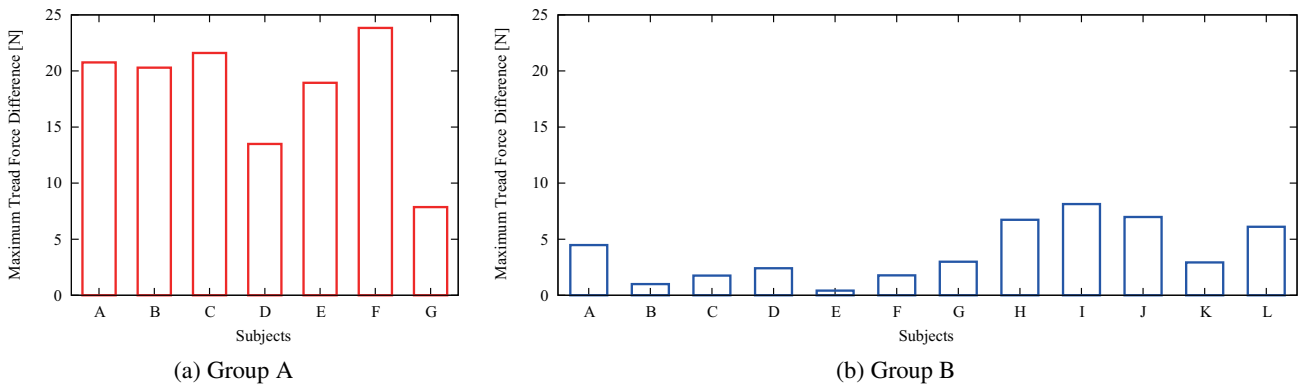 Maximum Tread Force Difference [N]
25
20
15
10
5
0
A B C D E F G
Subjects
(a) Group A
Maximum Tread Force Difference [N]
25
20
15
10
5
0
A B C D E F G H I J K L
Subjects
(b) Group B